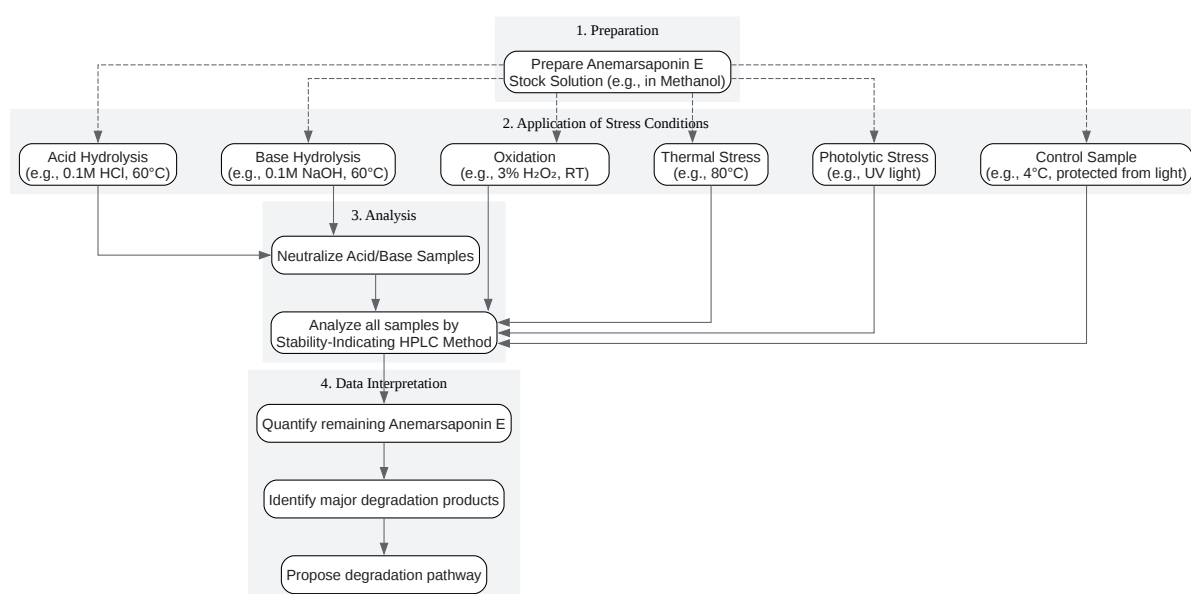 1. Preparation
Prepare Anemarsaponin E
Stock Solution (e.g., in Methanol)
2. Application of Stress Conditions
Acid Hydrolysis
(e.g., 0.1M HCl, 60°C)
Base Hydrolysis
(e.g., 0.1M NaOH, 60°C)
Oxidation
(e.g., 3% H₂O₂, RT)
Thermal Stress
(e.g., 80°C)
Photolytic Stress
(e.g., UV light)
Control Sample
(e.g., 4°C, protected from light)
3. Analysis
Neutralize Acid/Base Samples
Analyze all samples by
Stability-Indicating HPLC Method
4. Data Interpretation
Quantify remaining Anemarsaponin E
Identify major degradation products
Propose degradation pathway